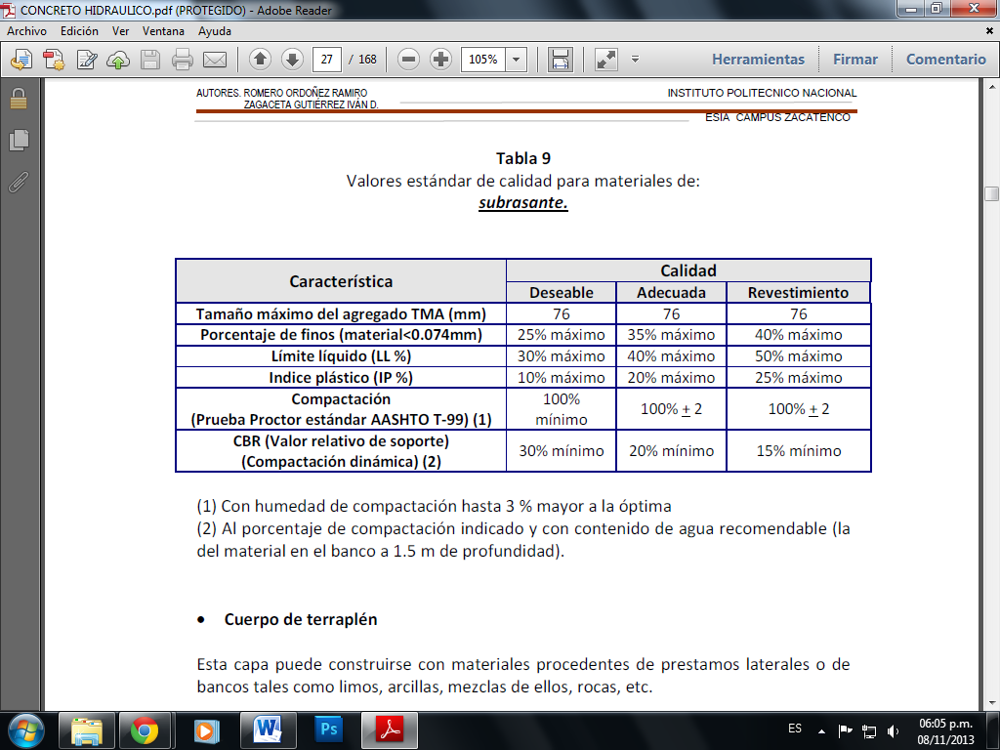 CONCRETO HIDRAULICO.pdf (PROTEGIDO) - Adobe Reader
Archivo Edición Ver Ventana Ayuda
27 / 168 105% Herramientas Firmar Comentario
AUTORES. ROMERO ORDOÑEZ RAMIRO INSTITUTO POLITECNICO NACIONAL
ZAGACETA GUTIÉRREZ IVÁN D.
ESIA CAMPUS ZACATENCO
Tabla 9
Valores estándar de calidad para materiales de:
subrasante.
Característica Calidad
Deseable Adecuada Revestimiento
Tamaño máximo del agregado TMA (mm) 76 76 76
Porcentaje de finos (material<0.074mm) 25% máximo 35% máximo 40% máximo
Límite líquido (LL %) 30% máximo 40% máximo 50% máximo
Indice plástico (IP %) 10% máximo 20% máximo 25% máximo
Compactación
(Prueba Proctor estándar AASHTO T-99) (1) 100% mínimo 100% ± 2 100% ± 2
CBR (Valor relativo de soporte)
(Compactación dinámica) (2) 30% mínimo 20% mínimo 15% mínimo
(1) Con humedad de compactación hasta 3 % mayor a la óptima
(2) Al porcentaje de compactación indicado y con contenido de agua recomendable (la
del material en el banco a 1.5 m de profundidad).
• Cuerpo de terraplén
Esta capa puede construirse con materiales procedentes de prestamos laterales o de
bancos tales como limos, arcillas, mezclas de ellos, rocas, etc.
W Ps ES 06:05 p.m.
08/11/2013